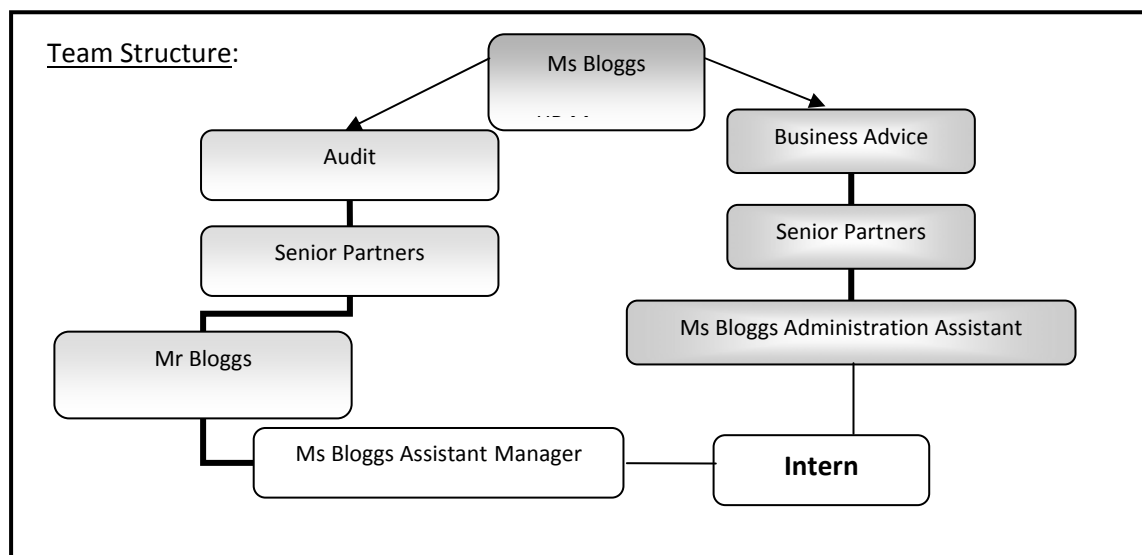 Team Structure:
Ms Bloggs
Audit
Business Advice
Senior Partners
Senior Partners
Ms Bloggs Administration Assistant
Mr Bloggs
Ms Bloggs Assistant Manager
Intern